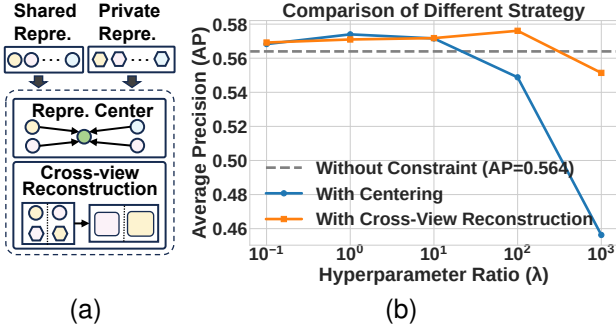 Shared Private
Repre. Repre.
Repre. Center
Cross-view
Reconstruction
(a)
Comparison of Different Strategy
Average Precision (AP)
0.58
0.56
0.54
0.52
0.50
0.48
0.46
Without Constraint (AP=0.564)
With Centering
With Cross-View Reconstruction
10⁻¹ 10⁰ 10¹ 10² 10³
Hyperparameter Ratio (λ)
(b)